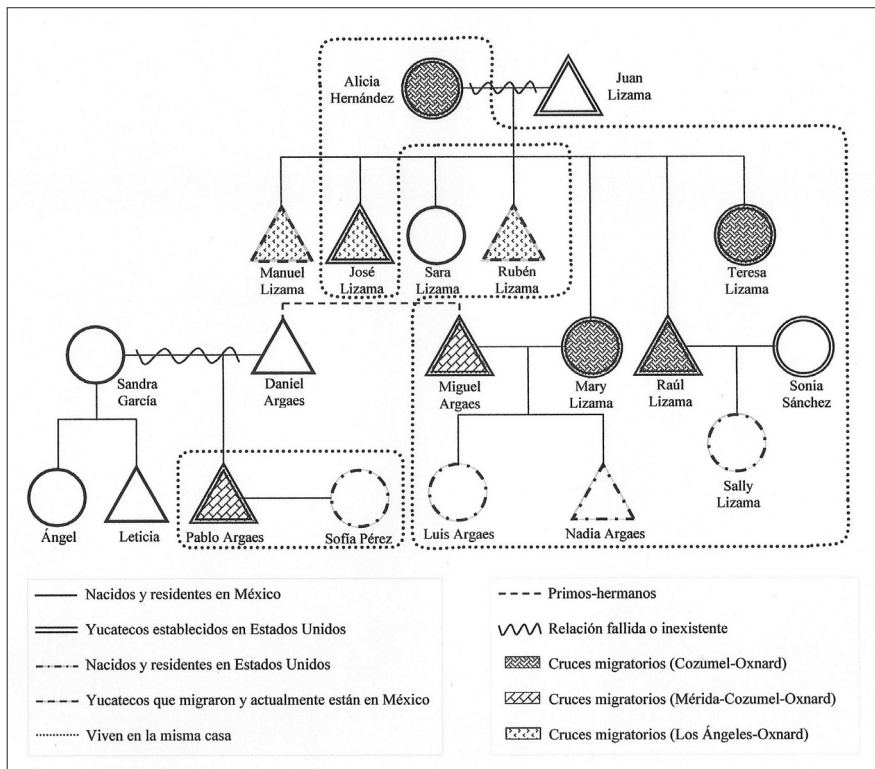 Alicia
Hernández
Juan
Lizama
Manuel
Lizama
José
Lizama
Sara
Lizama
Rubén
Lizama
Teresa
Lizama
Sandra
García
Daniel
Argaes
Miguel
Argaes
Mary
Lizama
Raúl
Lizama
Sonia
Sánchez
Sally
Lizama
Ángel
Leticia
Pablo Argaes
Sofía Pérez
Luis Argaes
Nadia Argaes
Nacidos y residentes en México
Yucatecos establecidos en Estados Unidos
Nacidos y residentes en Estados Unidos
Yucatecos que migraron y actualmente están en México
Viven en la misma casa
Primos-hermanos
Relación fallida o inexistente
Cruces migratorios (Cozumel-Oxnard)
Cruces migratorios (Mérida-Cozumel-Oxnard)
Cruces migratorios (Los Ángeles-Oxnard)